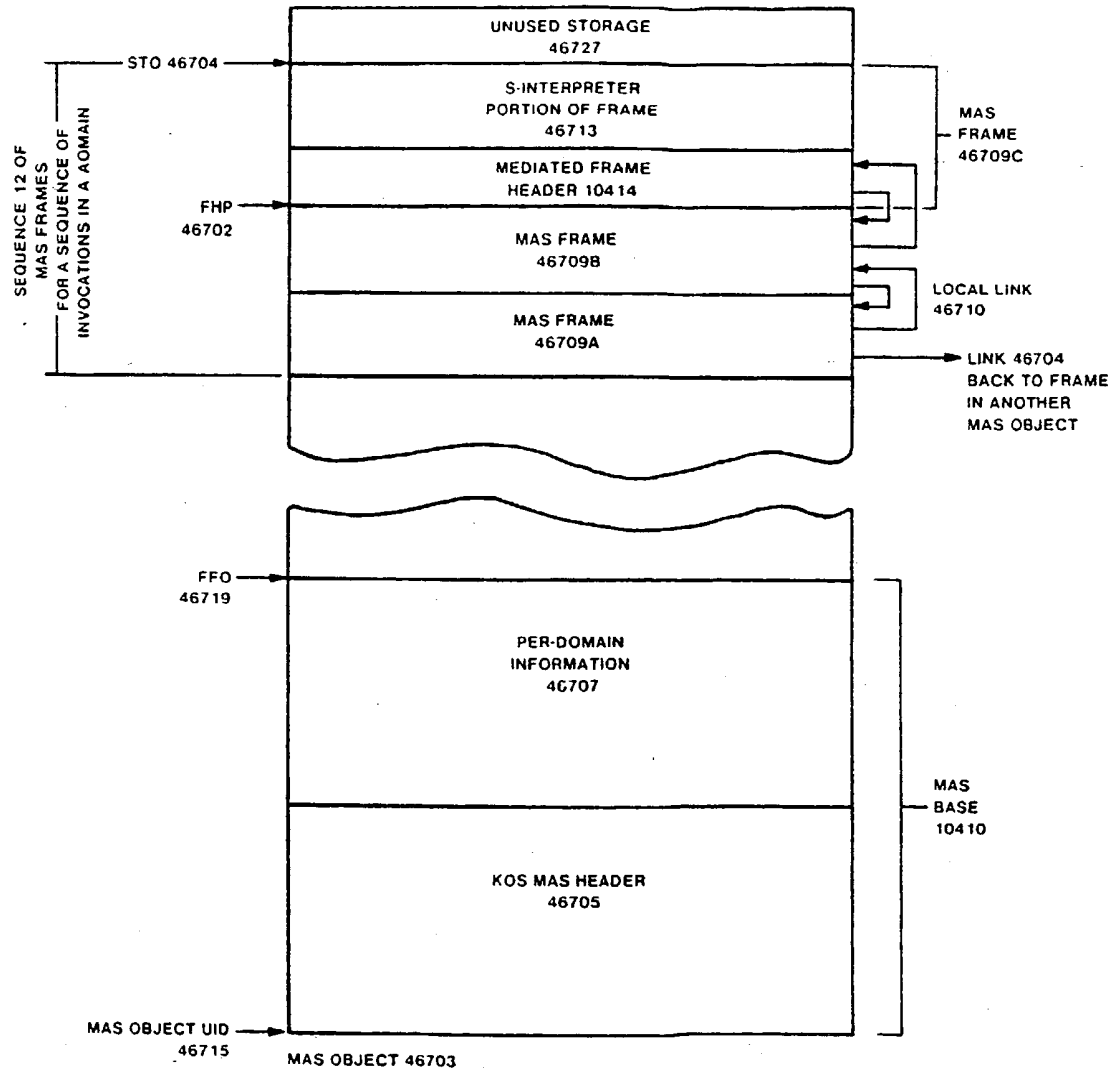 UNUSED STORAGE
46727
STO 46704
S-INTERPRETER
PORTION OF FRAME
46713
MAS
FRAME
46709C
MEDIATED FRAME
HEADER 10414
FHP
46702
SEQUENCE 12 OF
MAS FRAMES
FOR A SEQUENCE OF
INVOCATIONS IN A AOMAIN
MAS FRAME
46709B
LOCAL LINK
46710
MAS FRAME
46709A
LINK 46704
BACK TO FRAME
IN ANOTHER
MAS OBJECT
FFO
46719
PER-DOMAIN
INFORMATION
46707
MAS
BASE
10410
KOS MAS HEADER
46705
MAS OBJECT UID
46715
MAS OBJECT 46703